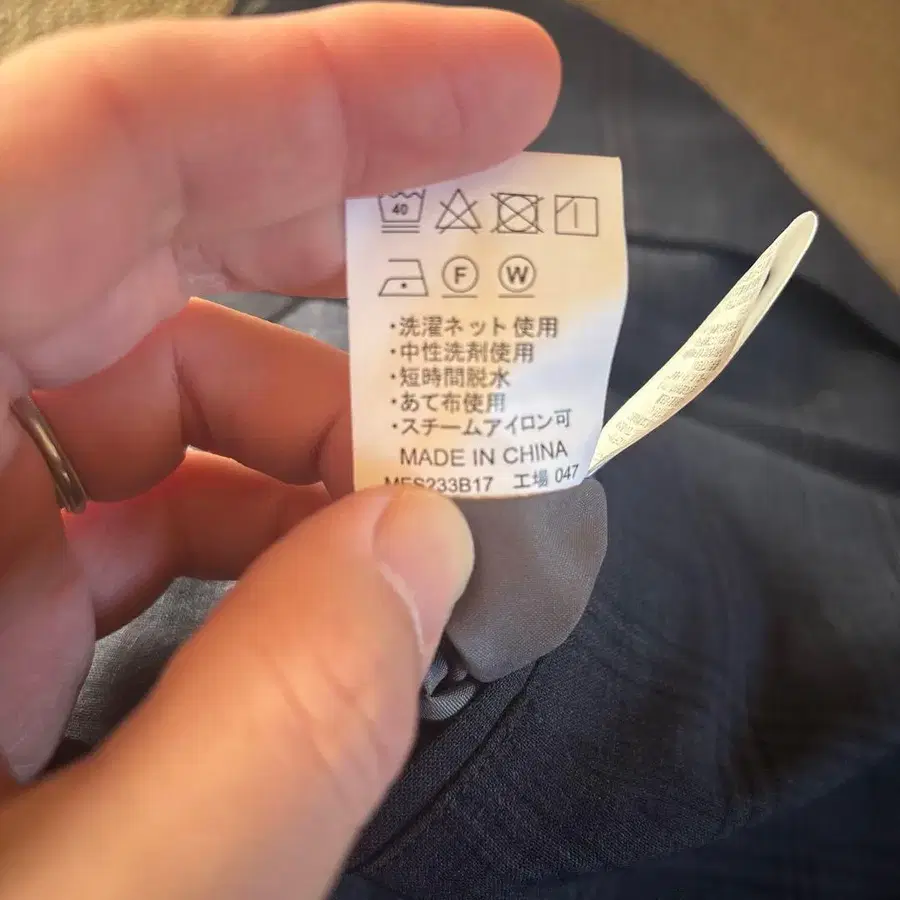 40
F W
・洗濯ネット使用
・中性洗剤使用
・短時間脱水
・あて布使用
・スチームアイロン可
MADE IN CHINA
MES233B17 工場 047